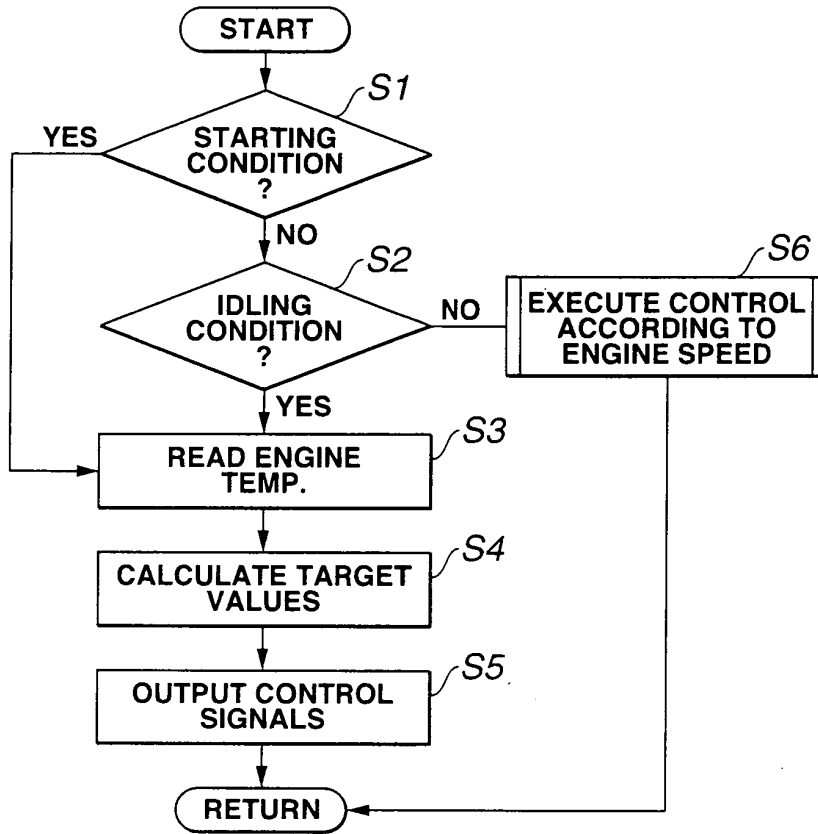 START
S1
YES
STARTING
CONDITION
?
NO
S2
S6
IDLING
CONDITION
?
NO
EXECUTE CONTROL
ACCORDING TO
ENGINE SPEED
YES
S3
READ ENGINE
TEMP.
S4
CALCULATE TARGET
VALUES
S5
OUTPUT CONTROL
SIGNALS
RETURN